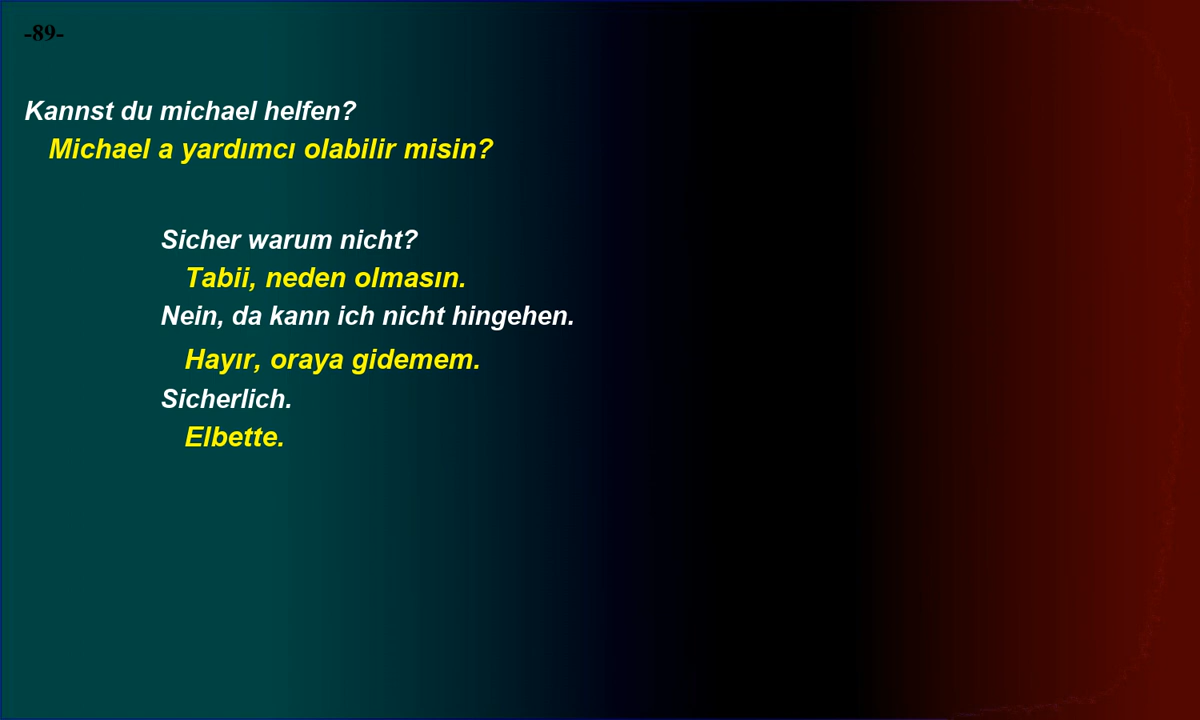 -89-
Kannst du michael helfen?
Michael a yardımcı olabilir misin?
Sicher warum nicht?
Tabii, neden olmasın.
Nein, da kann ich nicht hingehen.
Hayır, oraya gidemem.
Sicherlich.
Elbette.